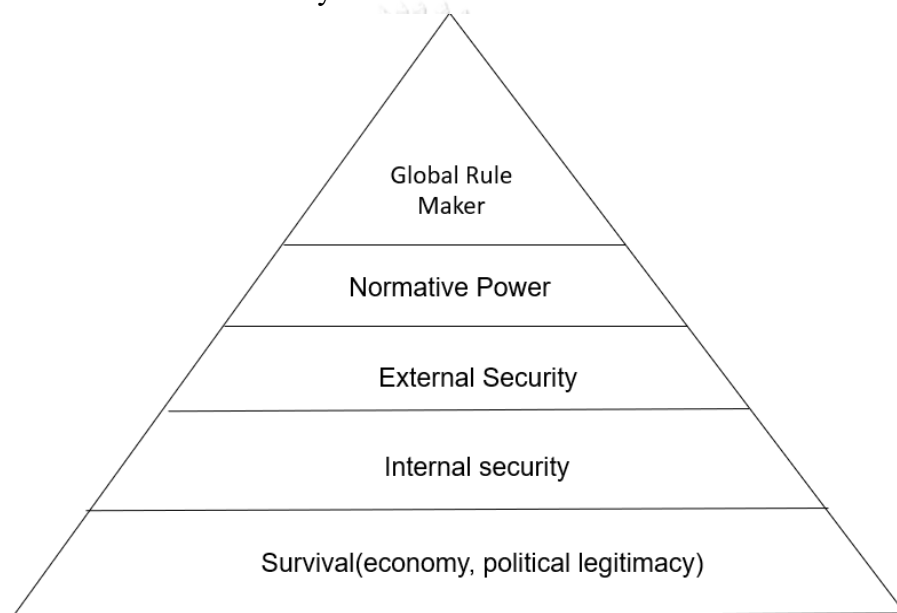 Global Rule
Maker
Normative Power
External Security
Internal security
Survival(economy, political legitimacy)